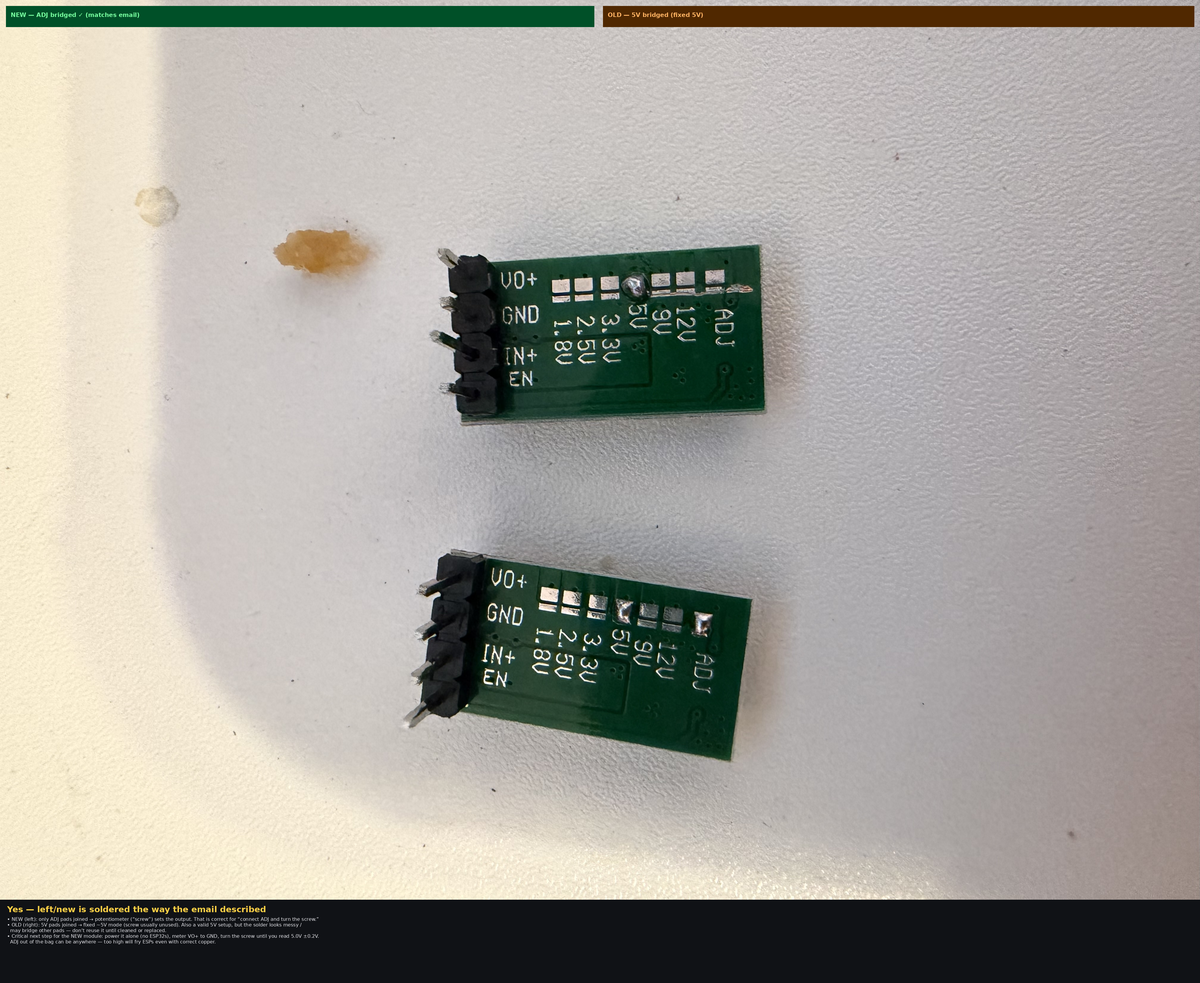 NEW — ADJ bridged ✓ (matches email)
OLD — 5V bridged (fixed 5V)
VO+
GND
IN+
EN
1.8V
2.5V
3.3V
5V
9V
12V
ADJ
VO+
GND
IN+
EN
1.8V
2.5V
3.3V
5V
9V
12V
ADJ
Yes — left/new is soldered the way the email described
• NEW (left): only ADJ pads joined → potentiometer ("screw") sets the output. That is correct for "connect ADJ and turn the screw."
• OLD (right): 5V pads joined → fixed ~5V mode (screw usually unused). Also a valid 5V setup, but the solder looks messy /
may bridge other pads — don't reuse it until cleaned or replaced.
• Critical next step for the NEW module: power it alone (no ESP32s), meter VO+ to GND, turn the screw until you read 5.0V ±0.2V.
ADJ out of the bag can be anywhere — too high will fry ESPs even with correct copper.